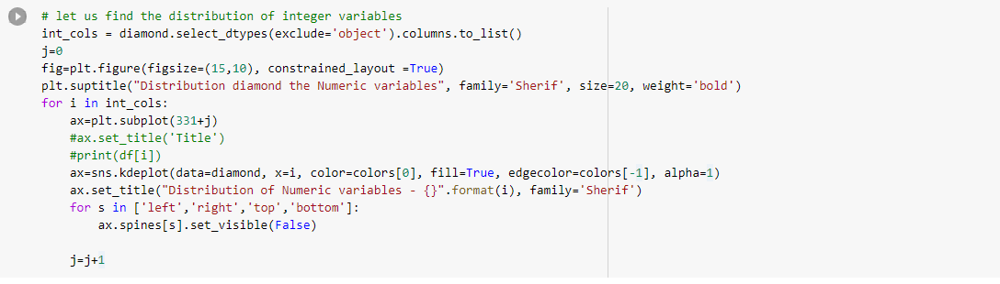 # let us find the distribution of integer variables
int_cols = diamond.select_dtypes(exclude='object').columns.to_list()
j=0
fig=plt.figure(figsize=(15,10), constrained_layout =True)
plt.suptitle("Distribution diamond the Numeric variables", family='Sherif', size=20, weight='bold')
for i in int_cols:
    ax=plt.subplot(331+j)
    #ax.set_title('Title')
    #print(df[i])
    ax=sns.kdeplot(data=diamond, x=i, color=colors[0], fill=True, edgecolor=colors[-1], alpha=1)
    ax.set_title("Distribution of Numeric variables - {}".format(i), family='Sherif')
    for s in ['left','right','top','bottom']:
        ax.spines[s].set_visible(False)
    j=j+1